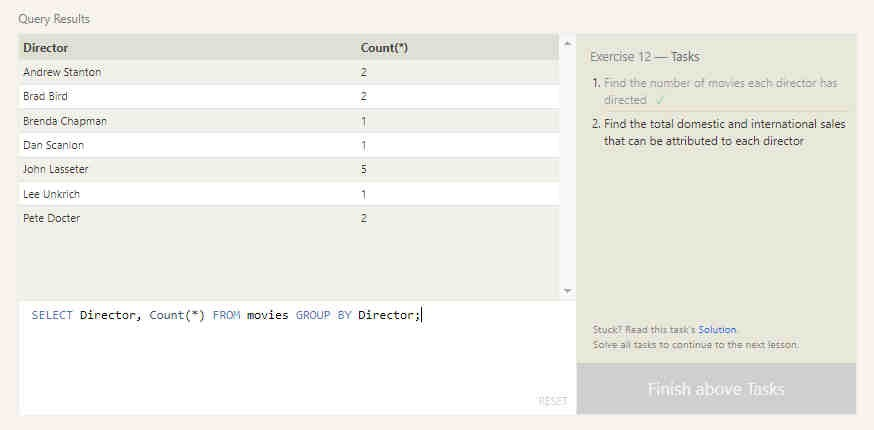 Query Results
Director Count(*)
Andrew Stanton 2
Brad Bird 2
Brenda Chapman 1
Dan Scanlon 1
John Lasseter 5
Lee Unkrich 1
Pete Docter 2
SELECT Director, Count(*) FROM movies GROUP BY Director;
RESET
Exercise 12 — Tasks
1. Find the number of movies each director has
directed ✓
2. Find the total domestic and international sales
that can be attributed to each director
Stuck? Read this task's Solution.
Solve all tasks to continue to the next lesson.
Finish above Tasks